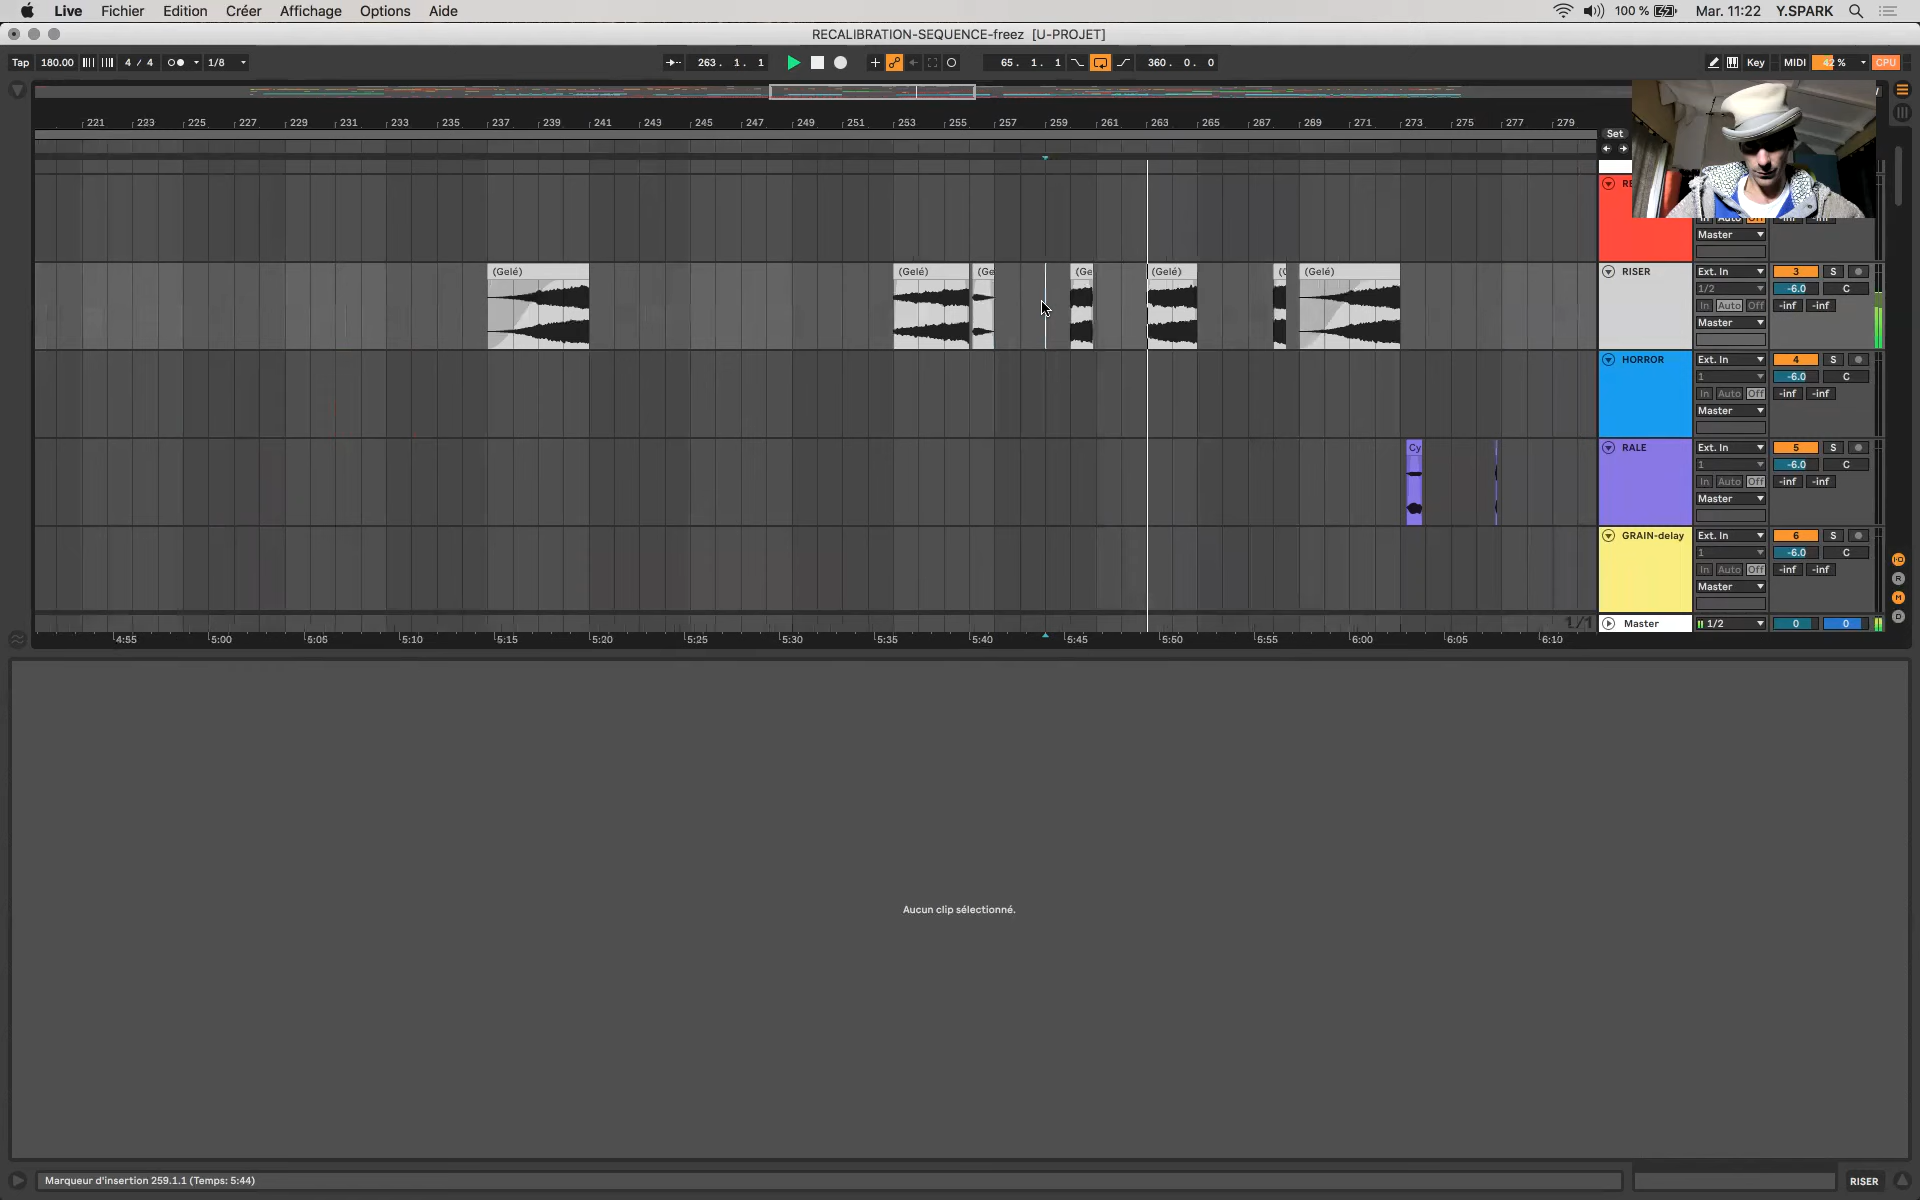 Live Fichier Edition Créer Affichage Options Aide 100 % Mar. 11:22 Y.SPARK
RECALIBRATION-SEQUENCE-freez [U-PROJET]
Tap 180.00 4 / 4 1/8 263. 1. 1 65. 1. 1 360. 0. 0 Key MIDI 42 % CPU
221 223 225 227 229 231 233 235 237 239 241 243 245 247 249 251 253 255 257 259 261 263 265 267 269 271 273 275 277 279
Set
Master
(Gelé) (Gelé) (Ge (Ge (Gelé) (Gelé) RISER Ext. In 3 S
1/2 -6.0 C
In Auto Off -inf -inf
Master
HORROR Ext. In 4 S
1 -6.0 C
In Auto Off -inf -inf
Master
Cy RALE Ext. In 5 S
1 -6.0 C
In Auto Off -inf -inf
Master
GRAIN-delay Ext. In 6 S
1 -6.0 C
In Auto Off -inf -inf
Master
1/1 Master 1/2 0 0
4:55 5:00 5:05 5:10 5:15 5:20 5:25 5:30 5:35 5:40 5:45 5:50 5:55 6:00 6:05 6:10
Aucun clip sélectionné.
Marqueur d'insertion 259.1.1 (Temps: 5:44) RISER